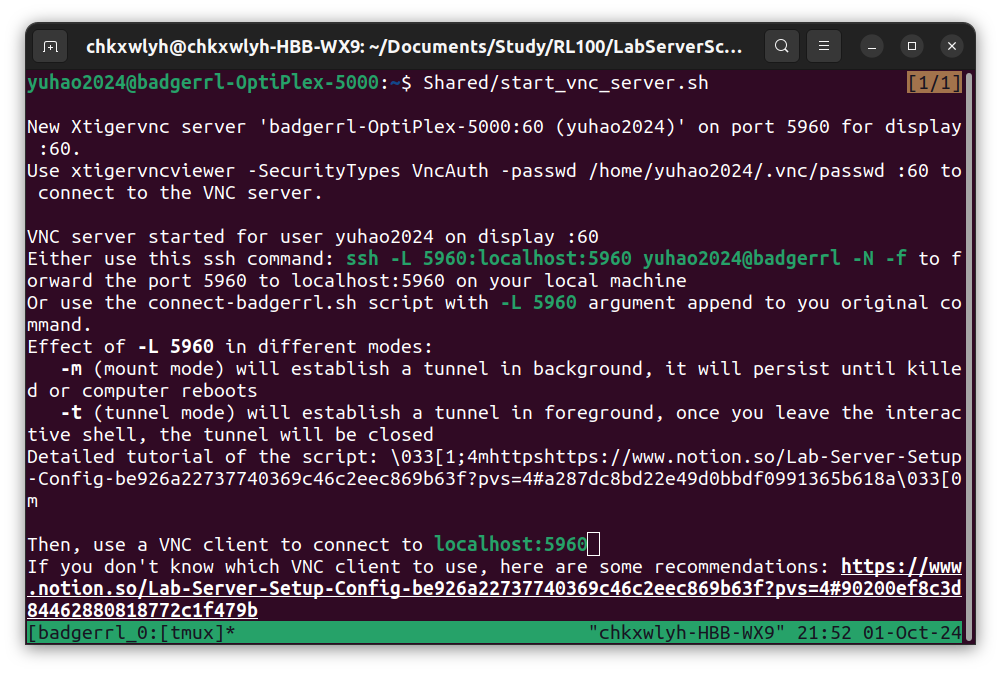 chkxwlyh@chkxwlyh-HBB-WX9: ~/Documents/Study/RL100/LabServerSc...
yuhao2024@badgerrl-OptiPlex-5000:~$ Shared/start_vnc_server.sh [1/1]
New Xtigervnc server 'badgerrl-OptiPlex-5000:60 (yuhao2024)' on port 5960 for display
 :60.
Use xtigervncviewer -SecurityTypes VncAuth -passwd /home/yuhao2024/.vnc/passwd :60 to
 connect to the VNC server.
VNC server started for user yuhao2024 on display :60
Either use this ssh command: ssh -L 5960:localhost:5960 yuhao2024@badgerrl -N -f to f
orward the port 5960 to localhost:5960 on your local machine
Or use the connect-badgerrl.sh script with -L 5960 argument append to you original co
mmand.
Effect of -L 5960 in different modes:
   -m (mount mode) will establish a tunnel in background, it will persist until kille
d or computer reboots
   -t (tunnel mode) will establish a tunnel in foreground, once you leave the interac
tive shell, the tunnel will be closed
Detailed tutorial of the script: \033[1;4mhttpshttps://www.notion.so/Lab-Server-Setup
-Config-be926a22737740369c46c2eec869b63f?pvs=4#a287dc8bd22e49d0bbdf0991365b618a\033[0
m
Then, use a VNC client to connect to localhost:5960
If you don't know which VNC client to use, here are some recommendations: https://www
.notion.so/Lab-Server-Setup-Config-be926a22737740369c46c2eec869b63f?pvs=4#90200ef8c3d
84462880818772c1f479b
[badgerrl_0:[tmux]* "chkxwlyh-HBB-WX9" 21:52 01-Oct-24